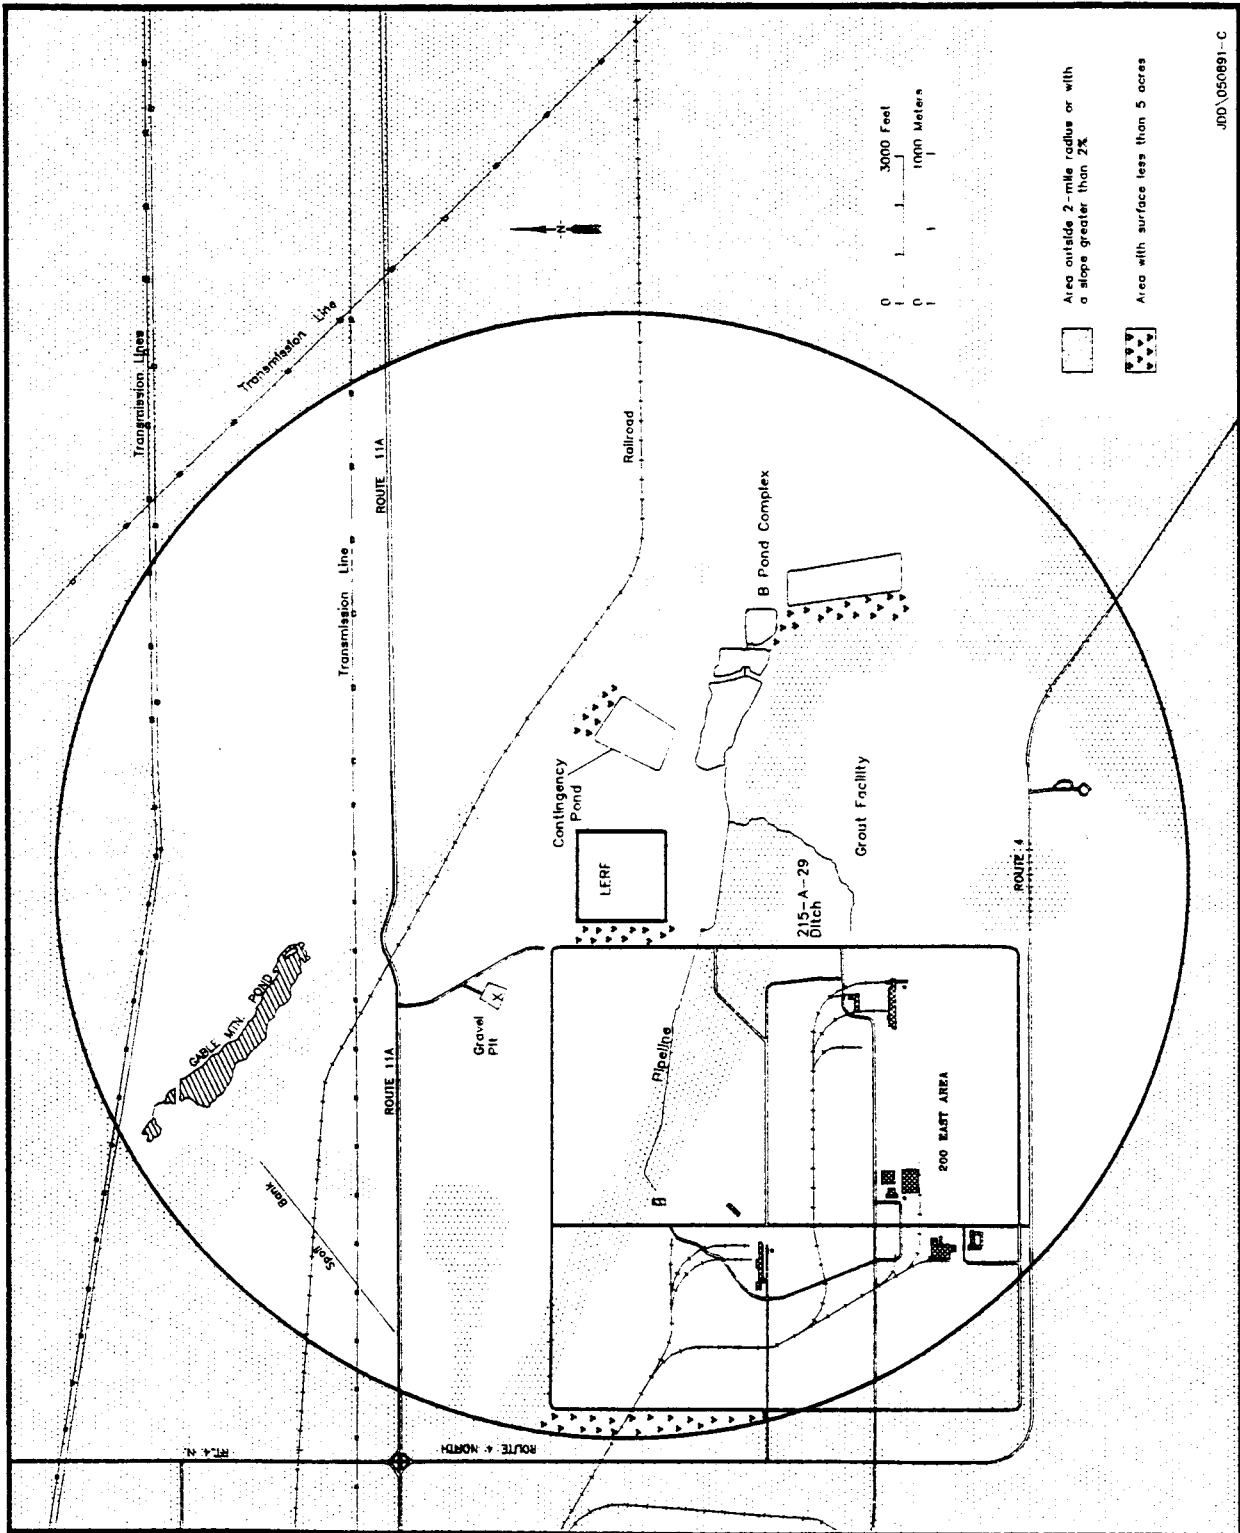 Transmission Lines
Transmission Line
Transmission Line
ROUTE 11A
Railroad
-N-
GABLE MTN. POND
ROUTE 11A
Gravel
Pit
Spoil Bank
Contingency
Pond
LERF
B Pond Complex
Pipeline
215-A-29
Ditch
Grout Facility
200 EAST AREA
ROUTE 4
RT. 4 N.
ROUTE 4 NORTH
0 3000 Feet
0 1000 Meters
Area outside 2-mile radius or with
a slope greater than 2%
Area with surface less than 5 acres
JDD\050891-C